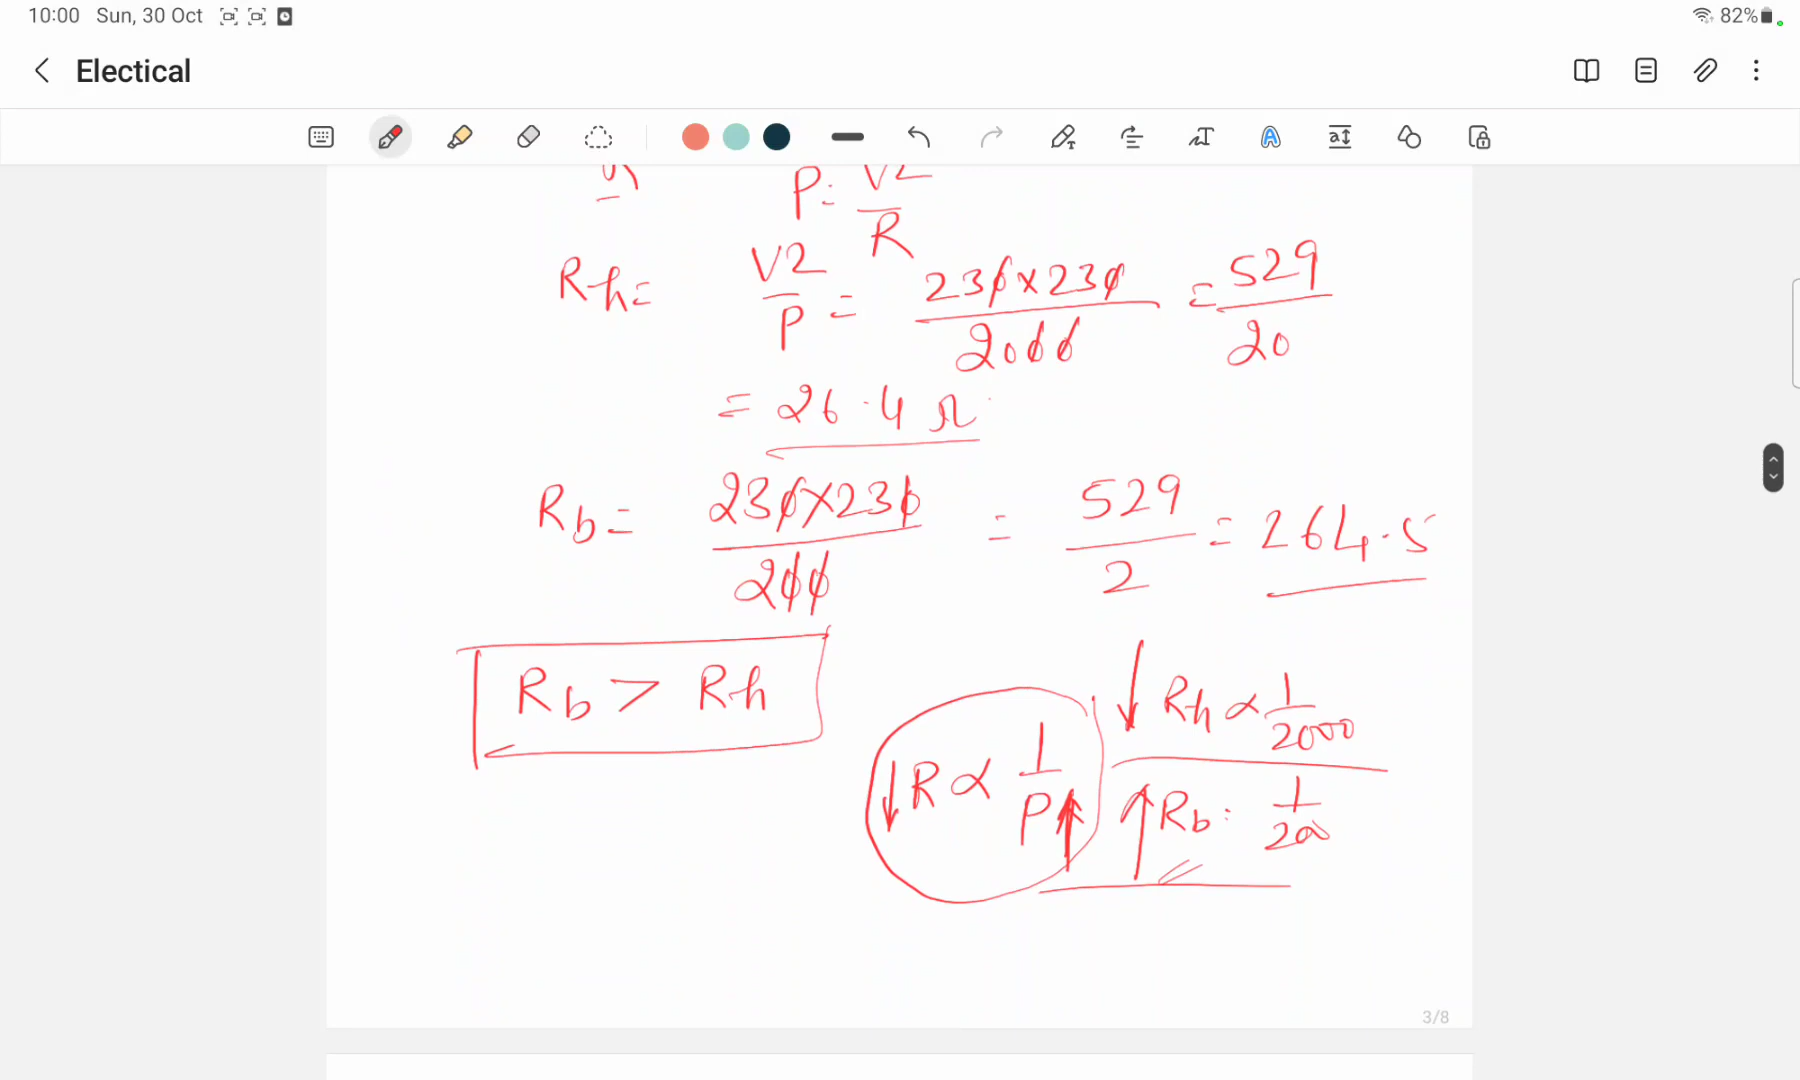 10:00 Sun, 30 Oct 82%
Electical
P= V2/R
Rh= V2/P = 230×230/2000 = 529/20
= 26.4 Ω
Rb= 230×230/200 = 529/2 = 264.5
Rb > Rh
↓ Rh ∝ 1/2000
↓R ∝ 1/P↑
↑Rb: 1/200
3/8